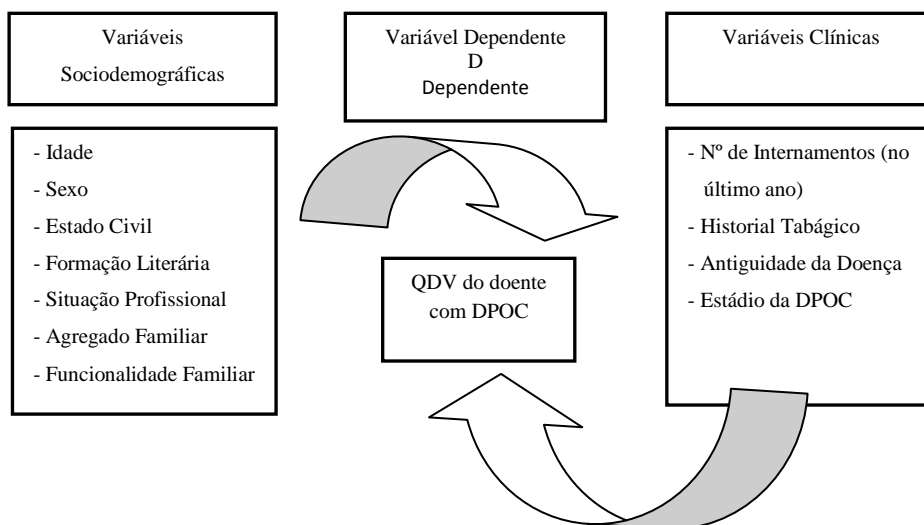 Variáveis
Sociodemográficas
Variável Dependente
D
Dependente
Variáveis Clínicas
- Idade
- Sexo
- Estado Civil
- Formação Literária
- Situação Profissional
- Agregado Familiar
- Funcionalidade Familiar
QDV do doente
com DPOC
- Nº de Internamentos (no
último ano)
- Historial Tabágico
- Antiguidade da Doença
- Estádio da DPOC